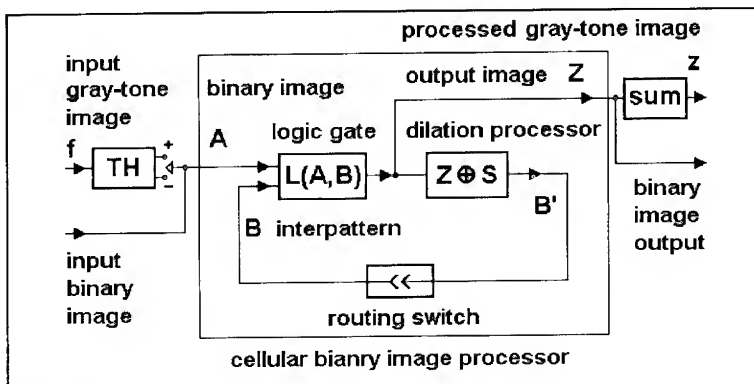 processed gray-tone image
input
gray-tone
image
f
TH
+
−
binary image
A
logic gate
L(A,B)
output image
Z
dilation processor
Z ⊕ S
B'
sum
z
B
interpattern
<<
routing switch
input
binary
image
binary
image
output
cellular bianry image processor